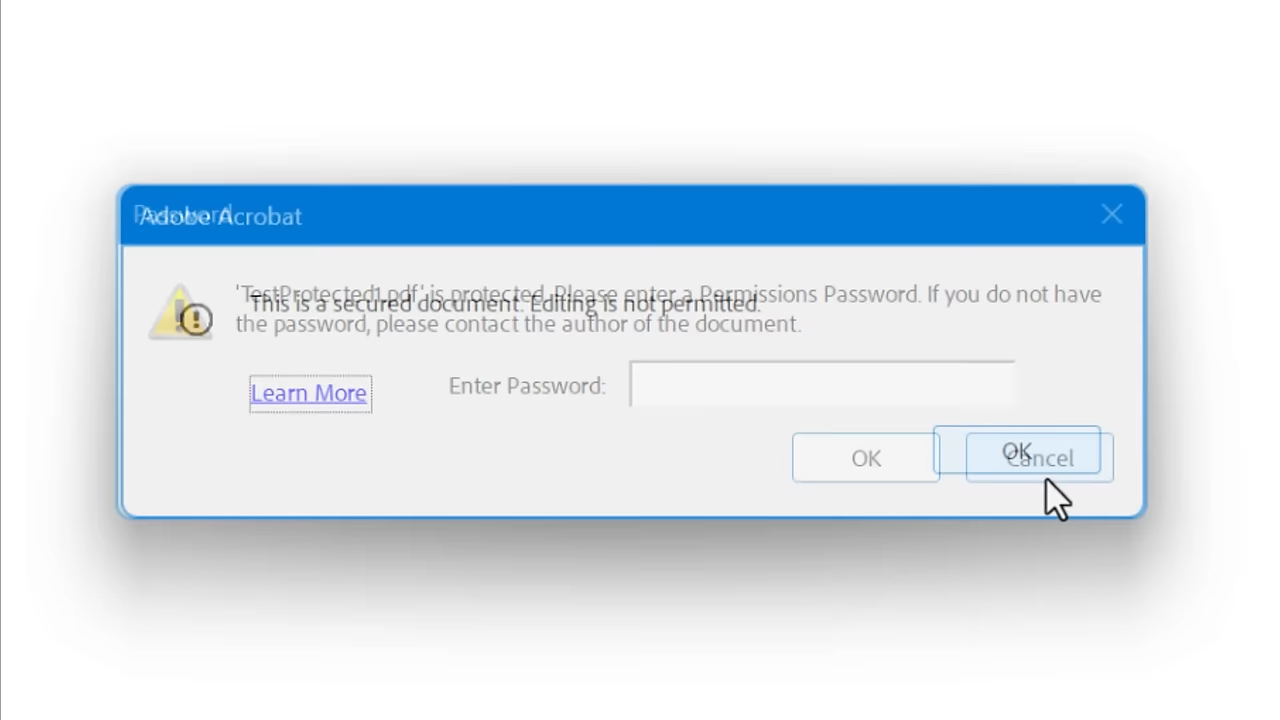 Password
Adobe Acrobat
'TestProtected1.pdf' is protected. Please enter a Permissions Password. If you do not have
the password, please contact the author of the document.
This is a secured document. Editing is not permitted.
Learn More
Enter Password:
OK
Cancel
OK